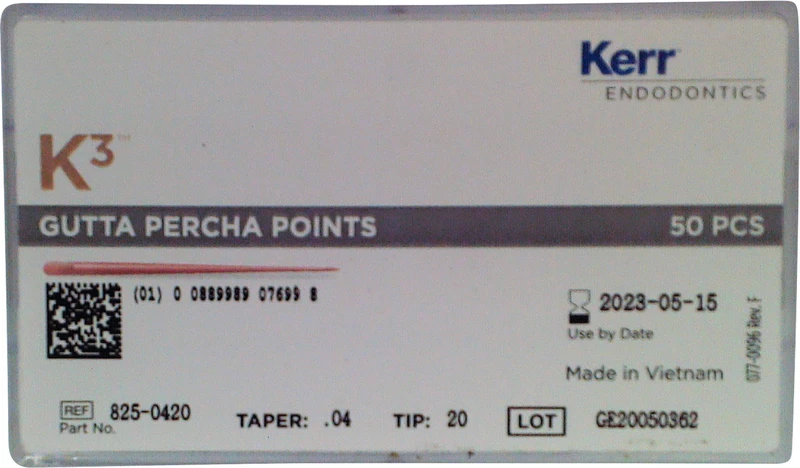 Kerr
ENDODONTICS
K3™
GUTTA PERCHA POINTS 50 PCS
(01) 0 0889989 07699 8
2023-05-15
Use by Date
077-0096 Rev. F
Made in Vietnam
REF 825-0420 TAPER: .04 TIP: 20 LOT GE20050362
Part No.